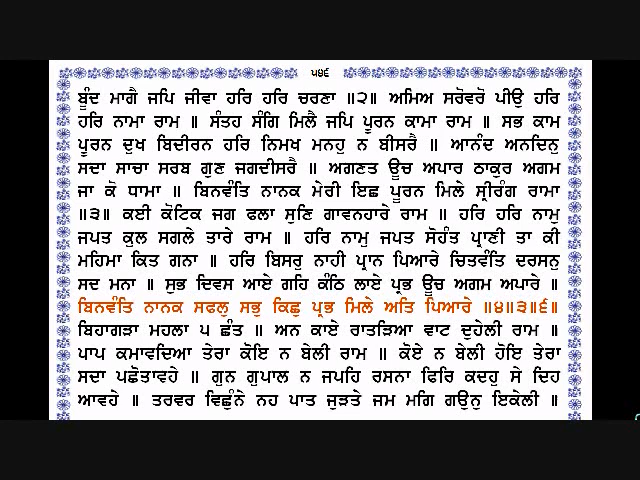 ੫੪੬
ਬੂੰਦ ਮਾਗੈ ਜਪਿ ਜੀਵਾ ਹਰਿ ਹਰਿ ਚਰਣਾ ॥੨॥ ਅਮਿਅ ਸਰੋਵਰੋ ਪੀਉ ਹਰਿ
ਹਰਿ ਨਾਮਾ ਰਾਮ ॥ ਸੰਤਹ ਸੰਗਿ ਮਿਲੈ ਜਪਿ ਪੂਰਨ ਕਾਮਾ ਰਾਮ ॥ ਸਭ ਕਾਮ
ਪੂਰਨ ਦੁਖ ਬਿਦੀਰਨ ਹਰਿ ਨਿਮਖ ਮਨਹੁ ਨ ਬੀਸਰੈ ॥ ਆਨੰਦ ਅਨਦਿਨੁ
ਸਦਾ ਸਾਚਾ ਸਰਬ ਗੁਣ ਜਗਦੀਸਰੈ ॥ ਅਗਣਤ ਊਚ ਅਪਾਰ ਠਾਕੁਰ ਅਗਮ
ਜਾ ਕੋ ਧਾਮਾ ॥ ਬਿਨਵੰਤਿ ਨਾਨਕ ਮੇਰੀ ਇਛ ਪੂਰਨ ਮਿਲੇ ਸ੍ਰੀਰੰਗ ਰਾਮਾ
॥੩॥ ਕਈ ਕੋਟਿਕ ਜਗ ਫਲਾ ਸੁਣਿ ਗਾਵਨਹਾਰੇ ਰਾਮ ॥ ਹਰਿ ਹਰਿ ਨਾਮੁ
ਜਪਤ ਕੁਲ ਸਗਲੇ ਤਾਰੇ ਰਾਮ ॥ ਹਰਿ ਨਾਮੁ ਜਪਤ ਸੋਹੰਤ ਪ੍ਰਾਣੀ ਤਾ ਕੀ
ਮਹਿਮਾ ਕਿਤ ਗਨਾ ॥ ਹਰਿ ਬਿਸਰੁ ਨਾਹੀ ਪ੍ਰਾਨ ਪਿਆਰੇ ਚਿਤਵੰਤਿ ਦਰਸਨੁ
ਸਦ ਮਨਾ ॥ ਸੁਭ ਦਿਵਸ ਆਏ ਗਹਿ ਕੰਠਿ ਲਾਏ ਪ੍ਰਭ ਊਚ ਅਗਮ ਅਪਾਰੇ ॥
ਬਿਨਵੰਤਿ ਨਾਨਕ ਸਫਲੁ ਸਭੁ ਕਿਛੁ ਪ੍ਰਭ ਮਿਲੇ ਅਤਿ ਪਿਆਰੇ ॥੪॥੩॥੬॥
ਬਿਹਾਗੜਾ ਮਹਲਾ ੫ ਛੰਤ ॥ ਅਨ ਕਾਏ ਰਾਤੜਿਆ ਵਾਟ ਦੁਹੇਲੀ ਰਾਮ ॥
ਪਾਪ ਕਮਾਵਦਿਆ ਤੇਰਾ ਕੋਇ ਨ ਬੇਲੀ ਰਾਮ ॥ ਕੋਏ ਨ ਬੇਲੀ ਹੋਇ ਤੇਰਾ
ਸਦਾ ਪਛੋਤਾਵਹੇ ॥ ਗੁਨ ਗੁਪਾਲ ਨ ਜਪਹਿ ਰਸਨਾ ਫਿਰਿ ਕਦਹੁ ਸੇ ਦਿਹ
ਆਵਹੇ ॥ ਤਰਵਰ ਵਿਛੁੰਨੇ ਨਹ ਪਾਤ ਜੁੜਤੇ ਜਮ ਮਗਿ ਗਉਨੁ ਇਕੇਲੀ ॥